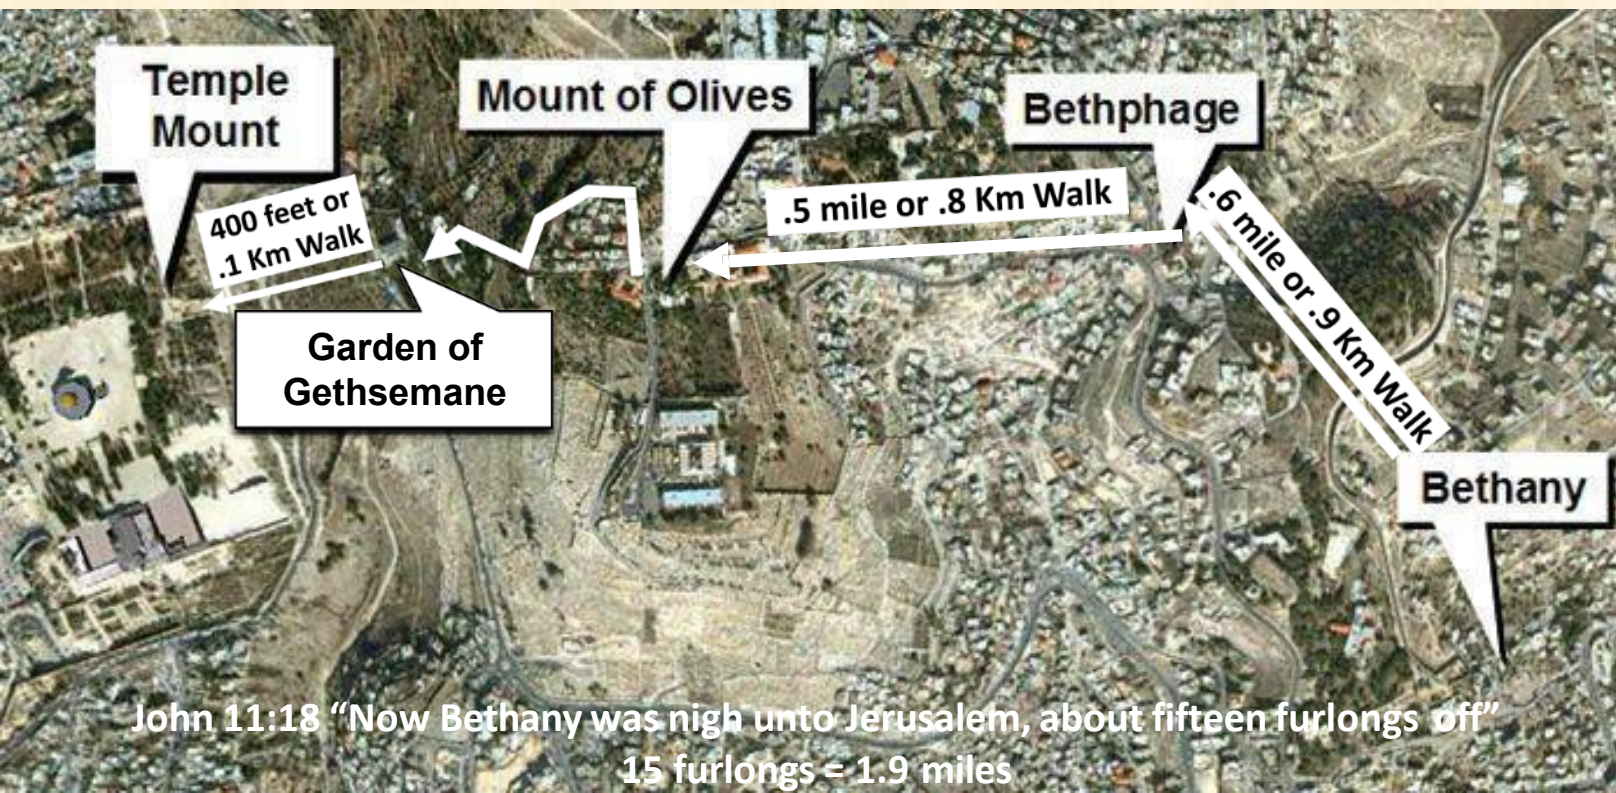 Temple
Mount
Mount of Olives
Bethphage
400 feet or
.1 Km Walk
.5 mile or .8 Km Walk
.6 mile or .9 Km Walk
Garden of
Gethsemane
Bethany
John 11:18 “Now Bethany was nigh unto Jerusalem, about fifteen furlongs off”
15 furlongs = 1.9 miles